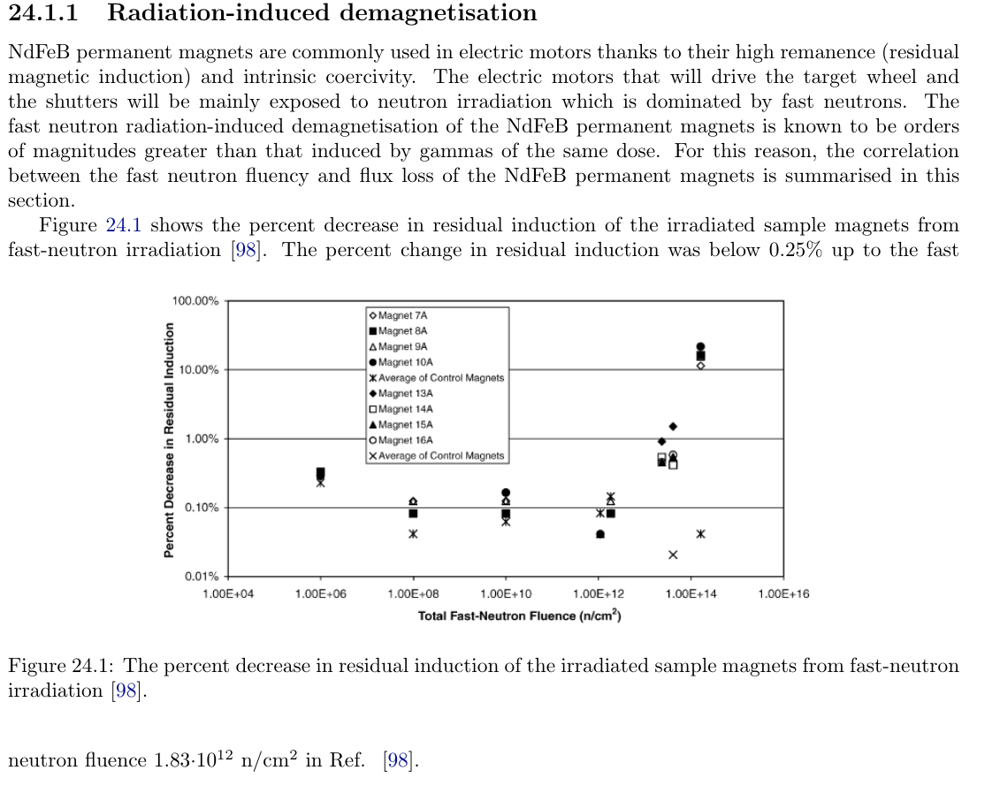 24.1.1 Radiation-induced demagnetisation
NdFeB permanent magnets are commonly used in electric motors thanks to their high remanence (residual
magnetic induction) and intrinsic coercivity. The electric motors that will drive the target wheel and
the shutters will be mainly exposed to neutron irradiation which is dominated by fast neutrons. The
fast neutron radiation-induced demagnetisation of the NdFeB permanent magnets is known to be orders
of magnitudes greater than that induced by gammas of the same dose. For this reason, the correlation
between the fast neutron fluency and flux loss of the NdFeB permanent magnets is summarised in this
section.
Figure 24.1 shows the percent decrease in residual induction of the irradiated sample magnets from
fast-neutron irradiation [98]. The percent change in residual induction was below 0.25% up to the fast
Percent Decrease in Residual Induction
100.00%
10.00%
1.00%
0.10%
0.01%
Magnet 7A
Magnet 8A
Magnet 9A
Magnet 10A
Average of Control Magnets
Magnet 13A
Magnet 14A
Magnet 15A
Magnet 16A
Average of Control Magnets
1.00E+04 1.00E+06 1.00E+08 1.00E+10 1.00E+12 1.00E+14 1.00E+16
Total Fast-Neutron Fluence (n/cm²)
Figure 24.1: The percent decrease in residual induction of the irradiated sample magnets from fast-neutron
irradiation [98].
neutron fluence 1.83·10¹² n/cm² in Ref. [98].